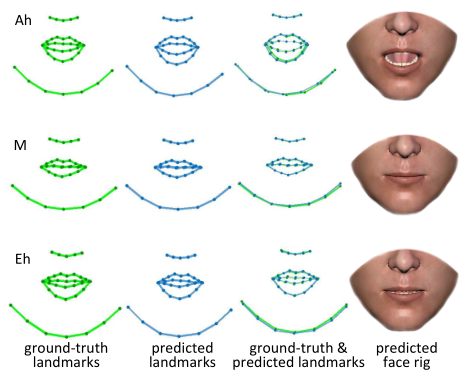 Ah
M
Eh
ground-truth landmarks
predicted landmarks
ground-truth & predicted landmarks
predicted face rig